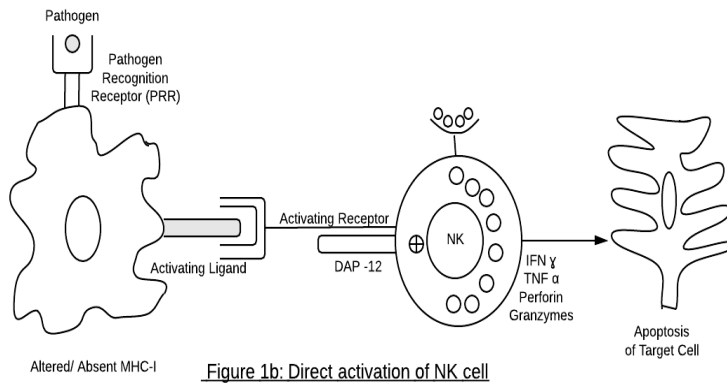 Pathogen
Pathogen
Recognition
Receptor (PRR)
Activating Receptor
NK
Activating Ligand
DAP -12
IFN ɣ
TNF α
Perforin
Granzymes
Apoptosis
of Target Cell
Altered/ Absent MHC-I
Figure 1b: Direct activation of NK cell